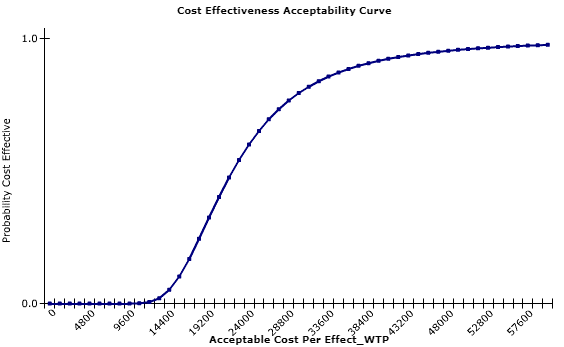 Cost Effectiveness Acceptability Curve
1.0
Probability Cost Effective
0.0
0 4800 9600 14400 19200 24000 28800 33600 38400 43200 48000 52800 57600
Acceptable Cost Per Effect_WTP